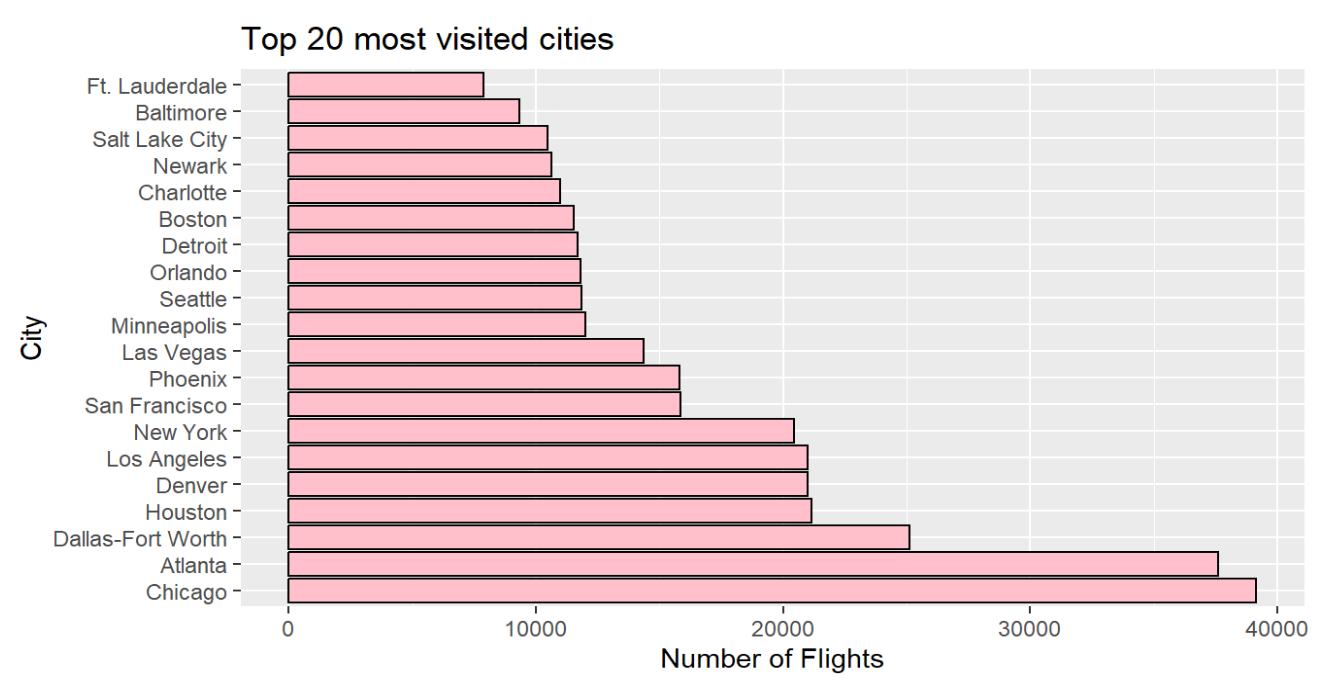 Top 20 most visited cities
Ft. Lauderdale
Baltimore
Salt Lake City
Newark
Charlotte
Boston
Detroit
Orlando
Seattle
Minneapolis
Las Vegas
Phoenix
San Francisco
New York
Los Angeles
Denver
Houston
Dallas-Fort Worth
Atlanta
Chicago
City
0 10000 20000 30000 40000
Number of Flights